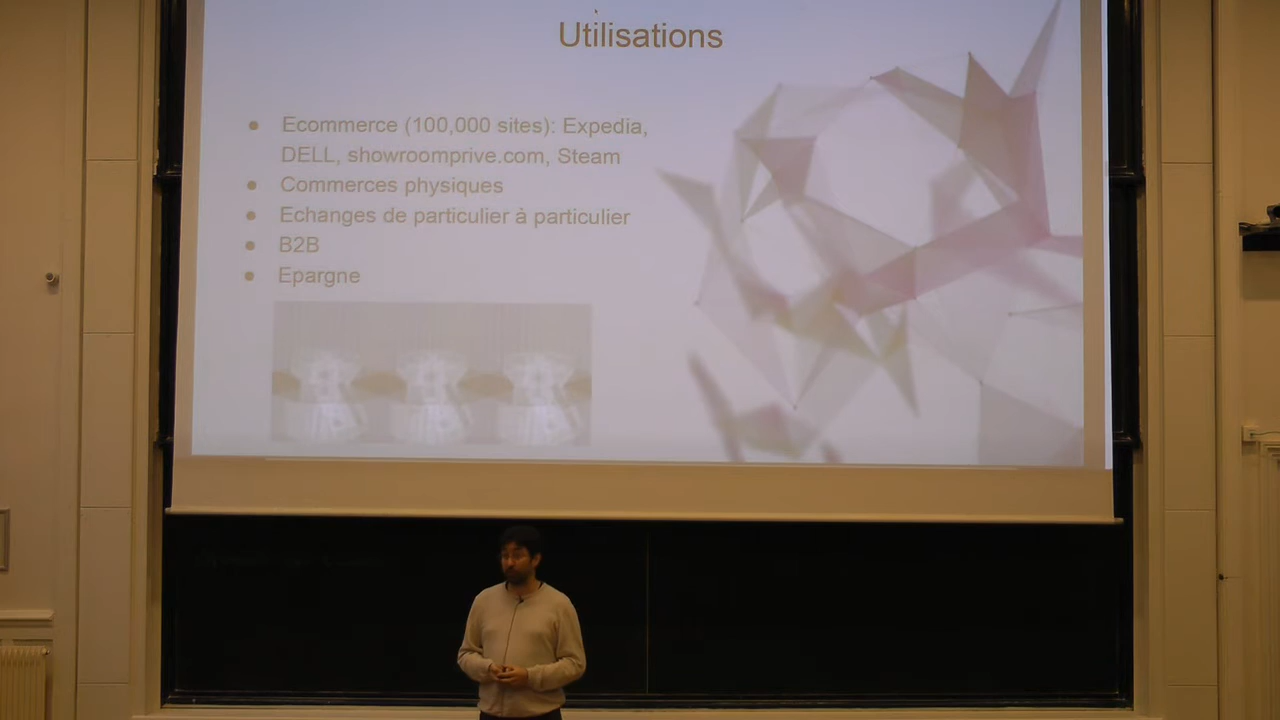 Utilisations
Ecommerce (100,000 sites): Expedia,
DELL, showroomprive.com, Steam
Commerces physiques
Echanges de particulier à particulier
B2B
Epargne